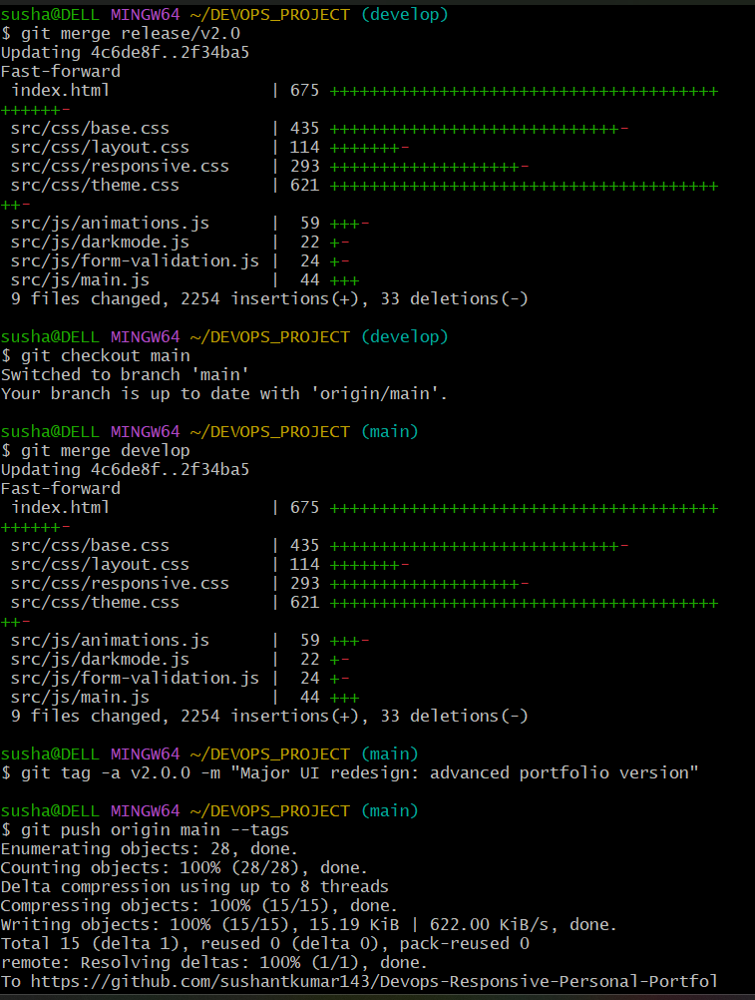 susha@DELL MINGW64 ~/DEVOPS_PROJECT (develop)
$ git merge release/v2.0
Updating 4c6de8f..2f34ba5
Fast-forward
 index.html                | 675 +++++++++++++++++++++++++++++++++++++++
++++++-
 src/css/base.css          | 435 +++++++++++++++++++++++++++++-
 src/css/layout.css        | 114 +++++++-
 src/css/responsive.css    | 293 +++++++++++++++++++-
 src/css/theme.css         | 621 +++++++++++++++++++++++++++++++++++++++
++-
 src/js/animations.js      |  59 +++-
 src/js/darkmode.js        |  22 +-
 src/js/form-validation.js |  24 +-
 src/js/main.js            |  44 +++
 9 files changed, 2254 insertions(+), 33 deletions(-)
susha@DELL MINGW64 ~/DEVOPS_PROJECT (develop)
$ git checkout main
Switched to branch 'main'
Your branch is up to date with 'origin/main'.
susha@DELL MINGW64 ~/DEVOPS_PROJECT (main)
$ git merge develop
Updating 4c6de8f..2f34ba5
Fast-forward
 index.html                | 675 +++++++++++++++++++++++++++++++++++++++
++++++-
 src/css/base.css          | 435 +++++++++++++++++++++++++++++-
 src/css/layout.css        | 114 +++++++-
 src/css/responsive.css    | 293 +++++++++++++++++++-
 src/css/theme.css         | 621 +++++++++++++++++++++++++++++++++++++++
++-
 src/js/animations.js      |  59 +++-
 src/js/darkmode.js        |  22 +-
 src/js/form-validation.js |  24 +-
 src/js/main.js            |  44 +++
 9 files changed, 2254 insertions(+), 33 deletions(-)
susha@DELL MINGW64 ~/DEVOPS_PROJECT (main)
$ git tag -a v2.0.0 -m "Major UI redesign: advanced portfolio version"
susha@DELL MINGW64 ~/DEVOPS_PROJECT (main)
$ git push origin main --tags
Enumerating objects: 28, done.
Counting objects: 100% (28/28), done.
Delta compression using up to 8 threads
Compressing objects: 100% (15/15), done.
Writing objects: 100% (15/15), 15.19 KiB | 622.00 KiB/s, done.
Total 15 (delta 1), reused 0 (delta 0), pack-reused 0
remote: Resolving deltas: 100% (1/1), done.
To https://github.com/sushantkumar143/Devops-Responsive-Personal-Portfol